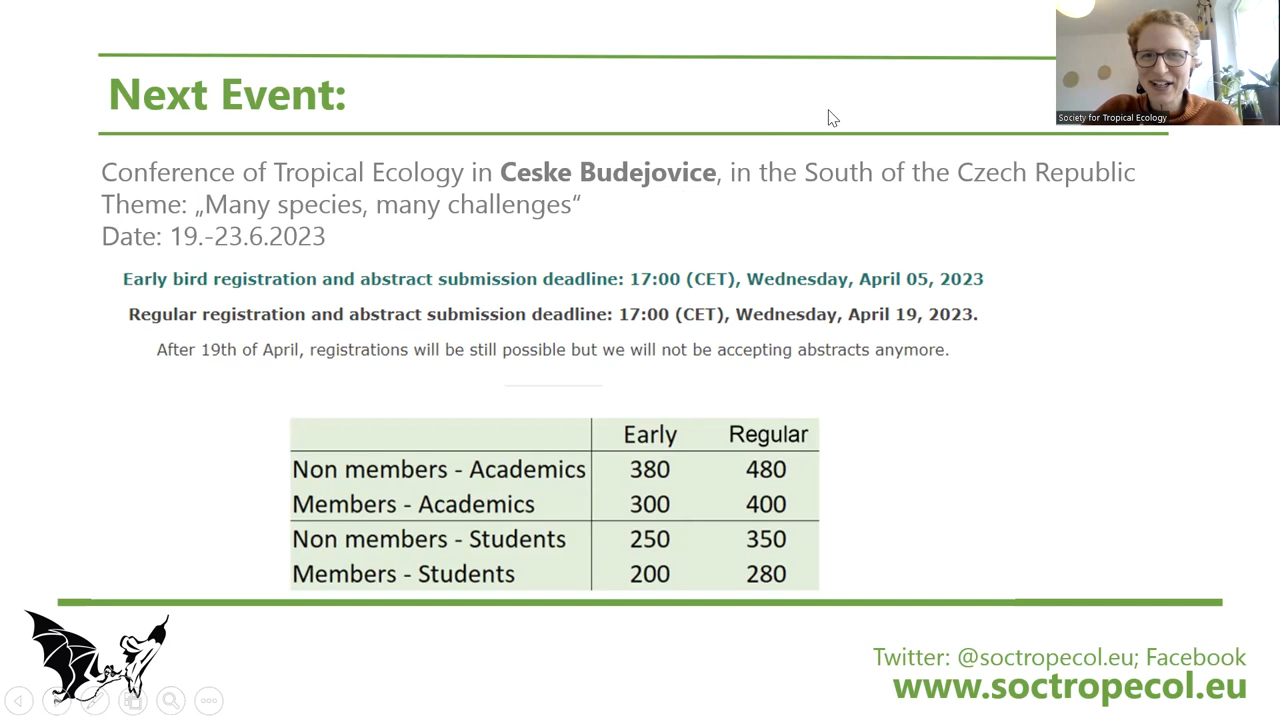 Next Event:
Society for Tropical Ecology
Conference of Tropical Ecology in Ceske Budejovice, in the South of the Czech Republic
Theme: „Many species, many challenges“
Date: 19.-23.6.2023
Early bird registration and abstract submission deadline: 17:00 (CET), Wednesday, April 05, 2023
Regular registration and abstract submission deadline: 17:00 (CET), Wednesday, April 19, 2023.
After 19th of April, registrations will be still possible but we will not be accepting abstracts anymore.
Early Regular
Non members - Academics 380 480
Members - Academics 300 400
Non members - Students 250 350
Members - Students 200 280
Twitter: @soctropecol.eu; Facebook
www.soctropecol.eu